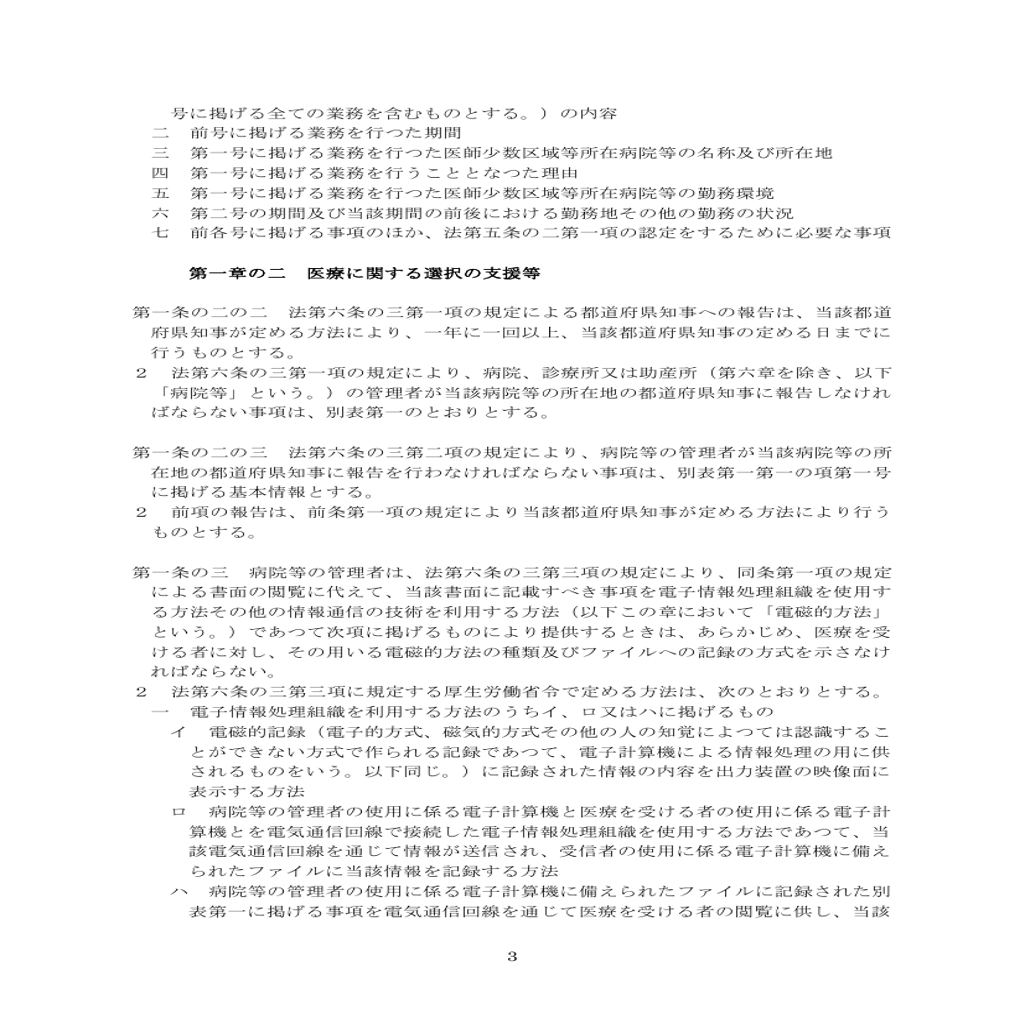 号に掲げる全ての業務を含むものとする。）の内容
二　前号に掲げる業務を行つた期間
三　第一号に掲げる業務を行つた医師少数区域等所在病院等の名称及び所在地
四　第一号に掲げる業務を行うこととなつた理由
五　第一号に掲げる業務を行つた医師少数区域等所在病院等の勤務環境
六　第二号の期間及び当該期間の前後における勤務地その他の勤務の状況
七　前各号に掲げる事項のほか、法第五条の二第一項の認定をするために必要な事項
第一章の二　医療に関する選択の支援等
第一条の二の二　法第六条の三第一項の規定による都道府県知事への報告は、当該都道
府県知事が定める方法により、一年に一回以上、当該都道府県知事の定める日までに
行うものとする。
２　法第六条の三第一項の規定により、病院、診療所又は助産所（第六章を除き、以下
「病院等」という。）の管理者が当該病院等の所在地の都道府県知事に報告しなけれ
ばならない事項は、別表第一のとおりとする。
第一条の二の三　法第六条の三第二項の規定により、病院等の管理者が当該病院等の所
在地の都道府県知事に報告を行わなければならない事項は、別表第一第一の項第一号
に掲げる基本情報とする。
２　前項の報告は、前条第一項の規定により当該都道府県知事が定める方法により行う
ものとする。
第一条の三　病院等の管理者は、法第六条の三第三項の規定により、同条第一項の規定
による書面の閲覧に代えて、当該書面に記載すべき事項を電子情報処理組織を使用す
る方法その他の情報通信の技術を利用する方法（以下この章において「電磁的方法」
という。）であつて次項に掲げるものにより提供するときは、あらかじめ、医療を受
ける者に対し、その用いる電磁的方法の種類及びファイルへの記録の方式を示さなけ
ればならない。
２　法第六条の三第三項に規定する厚生労働省令で定める方法は、次のとおりとする。
一　電子情報処理組織を利用する方法のうちイ、ロ又はハに掲げるもの
イ　電磁的記録（電子的方式、磁気的方式その他の人の知覚によつては認識するこ
とができない方式で作られる記録であつて、電子計算機による情報処理の用に供
されるものをいう。以下同じ。）に記録された情報の内容を出力装置の映像面に
表示する方法
ロ　病院等の管理者の使用に係る電子計算機と医療を受ける者の使用に係る電子計
算機とを電気通信回線で接続した電子情報処理組織を使用する方法であつて、当
該電気通信回線を通じて情報が送信され、受信者の使用に係る電子計算機に備え
られたファイルに当該情報を記録する方法
ハ　病院等の管理者の使用に係る電子計算機に備えられたファイルに記録された別
表第一に掲げる事項を電気通信回線を通じて医療を受ける者の閲覧に供し、当該
3